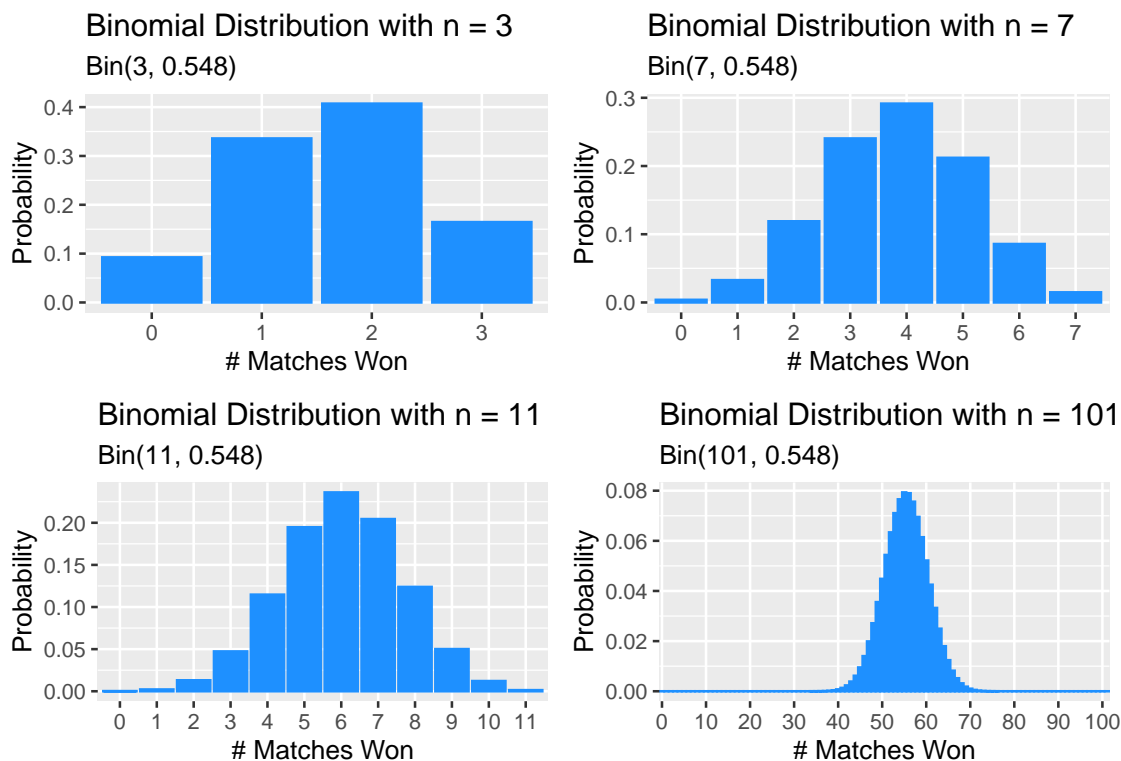 Binomial Distribution with n = 3
Bin(3, 0.548)
0.4
0.3
0.2
0.1
0.0
Probability
0 1 2 3
# Matches Won
Binomial Distribution with n = 7
Bin(7, 0.548)
0.3
0.2
0.1
0.0
Probability
0 1 2 3 4 5 6 7
# Matches Won
Binomial Distribution with n = 11
Bin(11, 0.548)
0.20
0.15
0.10
0.05
0.00
Probability
0 1 2 3 4 5 6 7 8 9 10 11
# Matches Won
Binomial Distribution with n = 101
Bin(101, 0.548)
0.08
0.06
0.04
0.02
0.00
Probability
0 10 20 30 40 50 60 70 80 90 100
# Matches Won